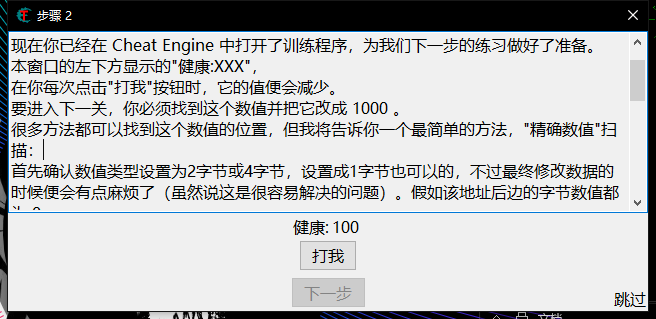 步骤 2
现在你已经在 Cheat Engine 中打开了训练程序，为我们下一步的练习做好了准备。
本窗口的左下方显示的"健康:XXX"，
在你每次点击"打我"按钮时，它的值便会减少。
要进入下一关，你必须找到这个数值并把它改成 1000 。
很多方法都可以找到这个数值的位置，但我将告诉你一个最简单的方法，"精确数值"扫
描：
首先确认数值类型设置为2字节或4字节，设置成1字节也可以的，不过最终修改数据的
时候便会有点麻烦了（虽然说这是很容易解决的问题）。假如该地址后边的字节数值都
健康: 100
打我
下一步
跳过